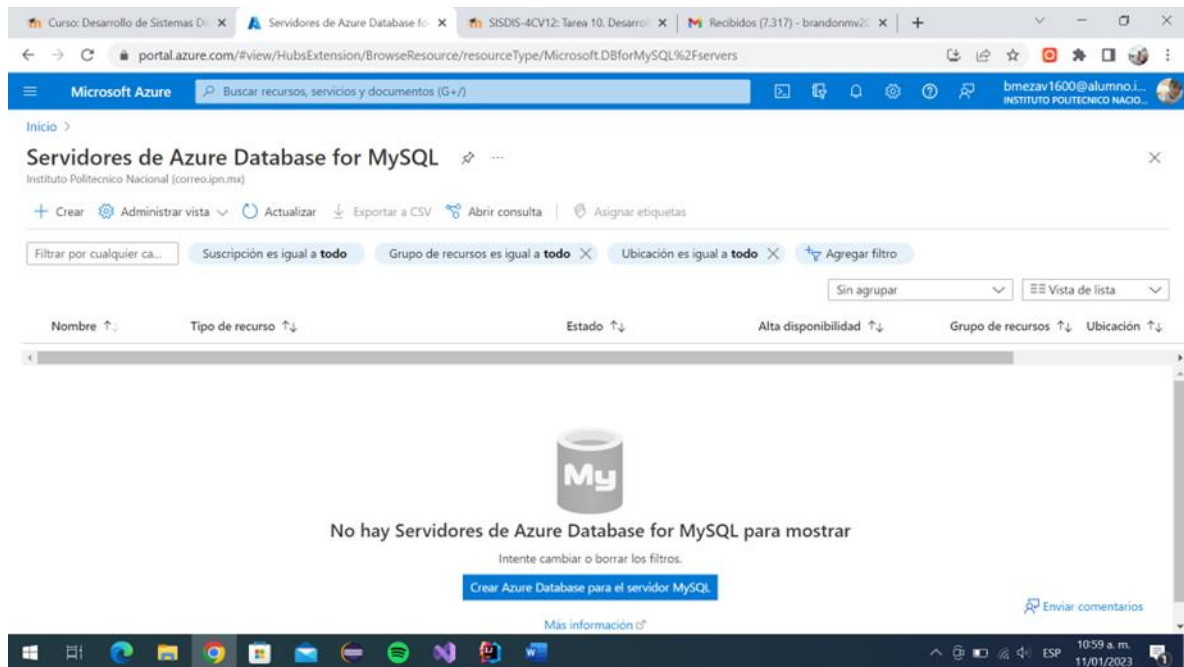 Curso: Desarrollo de Sistemas Di
Servidores de Azure Database fo
SISDIS-4CV12: Tarea 10. Desarrol
Recibidos (7.317) - brandonmv2
portal.azure.com/#view/HubsExtension/BrowseResource/resourceType/Microsoft.DBforMySQL%2Fservers
Microsoft Azure
Buscar recursos, servicios y documentos (G+/)
bmezav1600@alumno.i...
INSTITUTO POLITECNICO NACIO...
Inicio >
Servidores de Azure Database for MySQL
Instituto Politecnico Nacional (correo.ipn.mx)
+ Crear Administrar vista Actualizar Exportar a CSV Abrir consulta Asignar etiquetas
Filtrar por cualquier ca... Suscripción es igual a todo Grupo de recursos es igual a todo Ubicación es igual a todo Agregar filtro
Sin agrupar Vista de lista
Nombre Tipo de recurso Estado Alta disponibilidad Grupo de recursos Ubicación
My
No hay Servidores de Azure Database for MySQL para mostrar
Intente cambiar o borrar los filtros.
Crear Azure Database para el servidor MySQL
Más información
Enviar comentarios
ESP
10:59 a. m.
11/01/2023